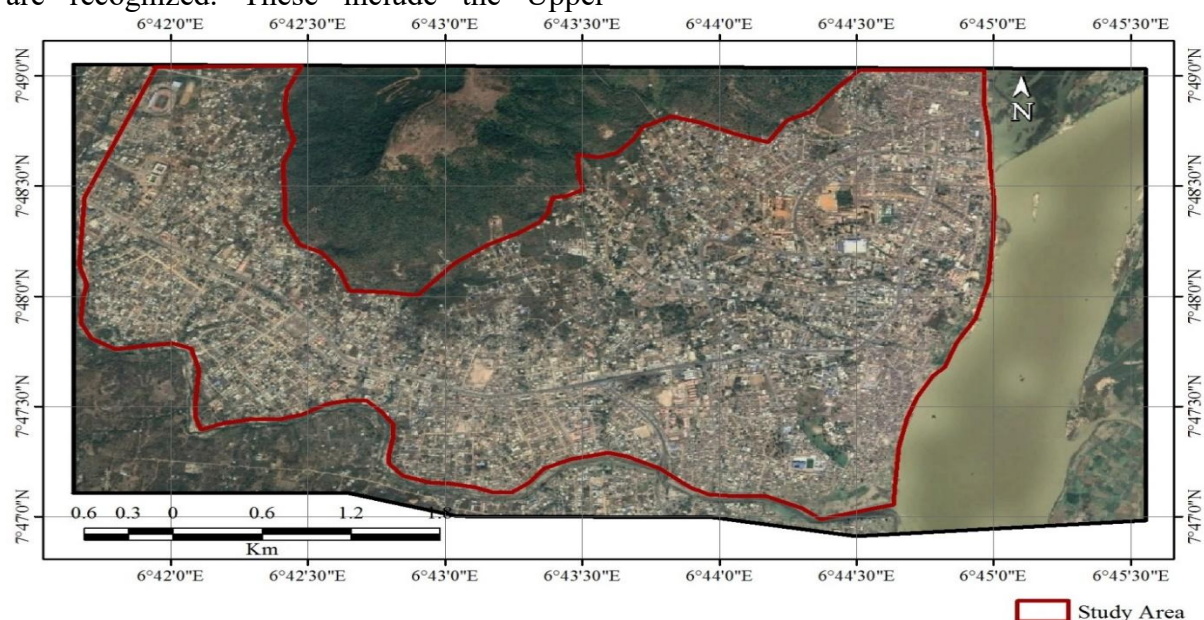 are recognized. These include the Upper
6°42'0"E 6°42'30"E 6°43'0"E 6°43'30"E 6°44'0"E 6°44'30"E 6°45'0"E 6°45'30"E
7°49'0"N 7°49'0"N
N
7°48'30"N 7°48'30"N
7°48'0"N 7°48'0"N
7°47'30"N 7°47'30"N
7°47'0"N 7°47'0"N
0.6 0.3 0 0.6 1.2
Km
6°42'0"E 6°42'30"E 6°43'0"E 6°43'30"E 6°44'0"E 6°44'30"E 6°45'0"E 6°45'30"E
Study Area